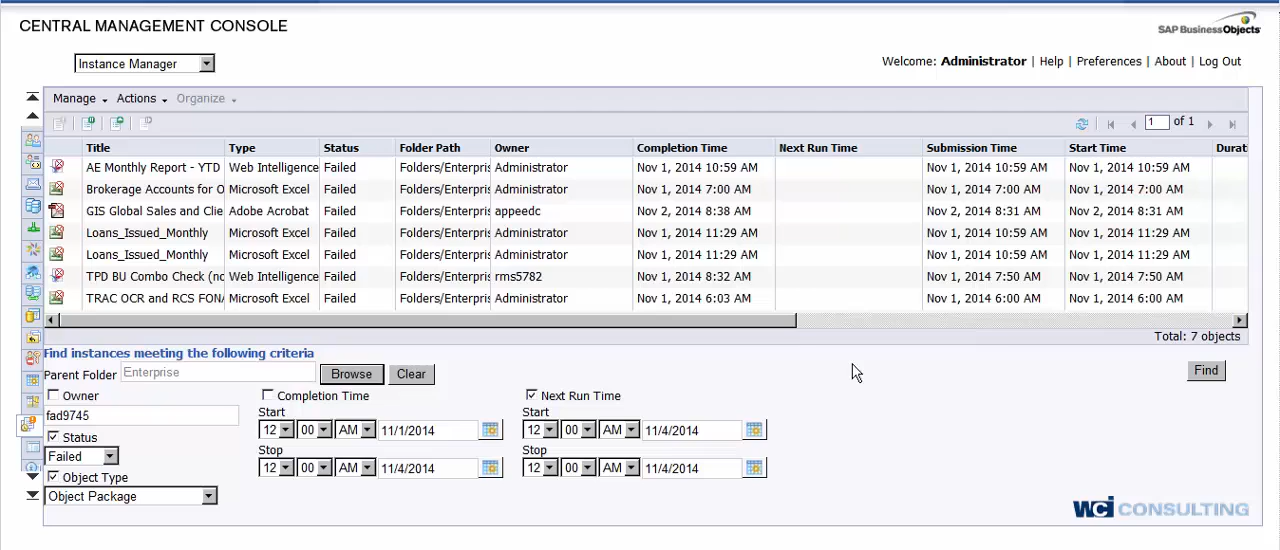 CENTRAL MANAGEMENT CONSOLE
SAP BusinessObjects
Instance Manager
Welcome: Administrator | Help | Preferences | About | Log Out
Manage Actions Organize
1 of 1
Title Type Status Folder Path Owner Completion Time Next Run Time Submission Time Start Time Durat
AE Monthly Report - YTD Web Intelligence Failed Folders/Enterpris Administrator Nov 1, 2014 10:59 AM Nov 1, 2014 10:59 AM Nov 1, 2014 10:59 AM
Brokerage Accounts for O Microsoft Excel Failed Folders/Enterpris Administrator Nov 1, 2014 7:00 AM Nov 1, 2014 7:00 AM Nov 1, 2014 7:00 AM
GIS Global Sales and Clie Adobe Acrobat Failed Folders/Enterpris appeedc Nov 2, 2014 8:38 AM Nov 2, 2014 8:31 AM Nov 2, 2014 8:31 AM
Loans_Issued_Monthly Microsoft Excel Failed Folders/Enterpris Administrator Nov 1, 2014 11:29 AM Nov 1, 2014 10:59 AM Nov 1, 2014 11:29 AM
Loans_Issued_Monthly Microsoft Excel Failed Folders/Enterpris Administrator Nov 1, 2014 11:29 AM Nov 1, 2014 10:59 AM Nov 1, 2014 11:29 AM
TPD BU Combo Check (no Web Intelligence Failed Folders/Enterpris rms5782 Nov 1, 2014 8:32 AM Nov 1, 2014 7:50 AM Nov 1, 2014 7:50 AM
TRAC OCR and RCS FONA Microsoft Excel Failed Folders/Enterpris Administrator Nov 1, 2014 6:03 AM Nov 1, 2014 6:00 AM Nov 1, 2014 6:00 AM
Total: 7 objects
Find instances meeting the following criteria
Parent Folder Enterprise Browse Clear Find
Owner Completion Time Next Run Time
fad9745 Start Start
12 00 AM 11/1/2014 12 00 AM 11/4/2014
Status Stop Stop
Failed 12 00 AM 11/4/2014 12 00 AM 11/4/2014
Object Type
Object Package
WCI CONSULTING